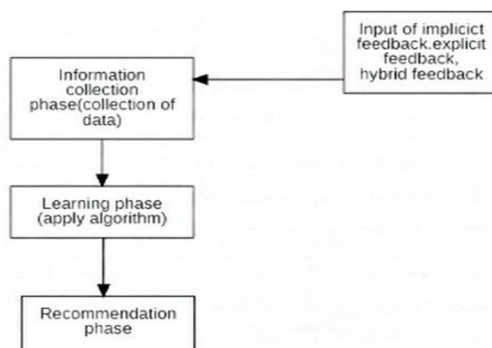 Input of implicict
feedback.explicit
feedback,
hybrid feedback
Information
collection
phase(collection of
data)
Learning phase
(apply algorithm)
Recommendation
phase